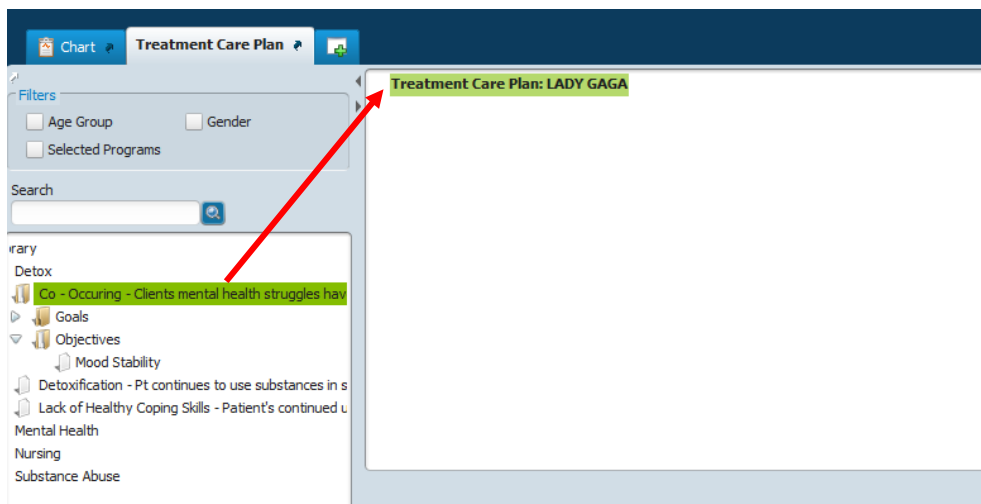 Chart
Treatment Care Plan
Filters
Age Group
Gender
Selected Programs
Search
rary
Detox
Co - Occuring - Clients mental health struggles hav
Goals
Objectives
Mood Stability
Detoxification - Pt continues to use substances in s
Lack of Healthy Coping Skills - Patient's continued u
Mental Health
Nursing
Substance Abuse
Treatment Care Plan: LADY GAGA